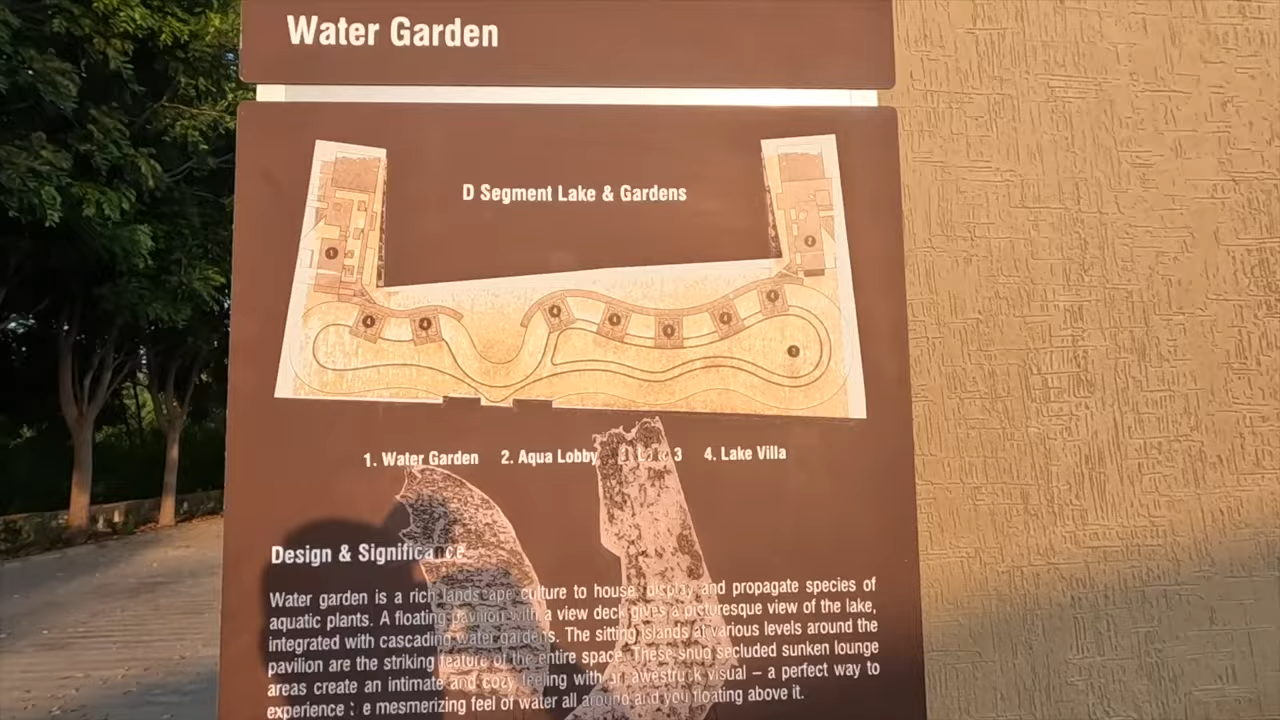 Water Garden
D Segment Lake & Gardens
1. Water Garden 2. Aqua Lobby 3 4. Lake Villa
Design & Significance
Water garden is a rich landscape culture to house, display and propagate species of
aquatic plants. A floating pavilion with a view deck gives a picturesque view of the lake,
integrated with cascading water gardens. The sitting islands at various levels around the
pavilion are the striking feature of the entire space. These snug secluded sunken lounge
areas create an intimate and cozy feeling with an awestruck visual – a perfect way to
experience e mesmerizing feel of water all around and you floating above it.